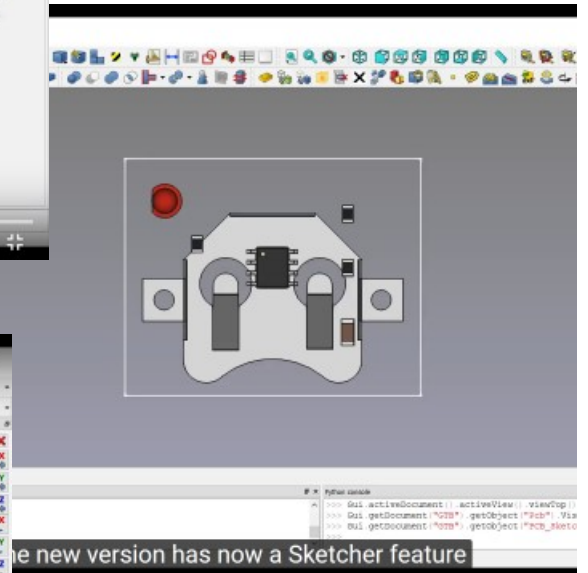 Python console
>>> Gui.activeDocument().activeView().viewTop()
>>> Gui.getDocument("GTB").getObject("Pcb").Vis
>>> Gui.getDocument("GTB").getObject("PCB_Sketc
>>>
he new version has now a Sketcher feature